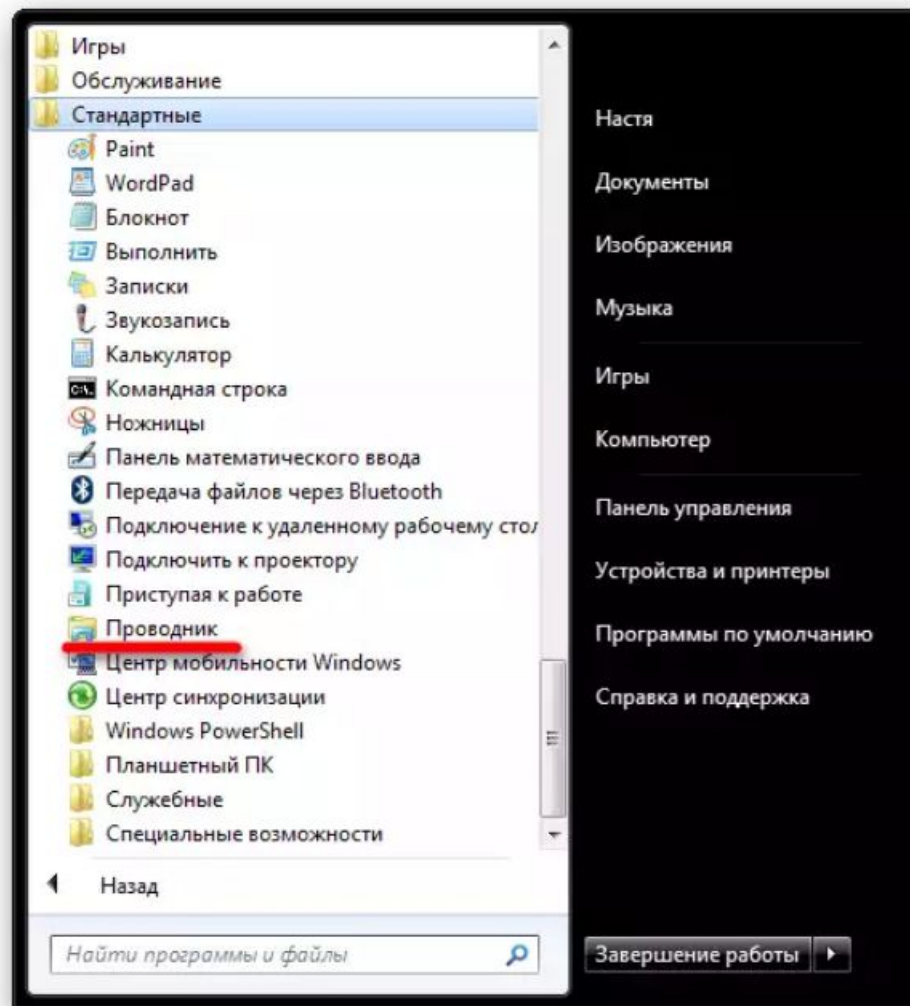 Игры
Обслуживание
Стандартные
Paint
WordPad
Блокнот
Выполнить
Записки
Звукозапись
Калькулятор
Командная строка
Ножницы
Панель математического ввода
Передача файлов через Bluetooth
Подключение к удаленному рабочему стол
Подключить к проектору
Приступая к работе
Проводник
Центр мобильности Windows
Центр синхронизации
Windows PowerShell
Планшетный ПК
Служебные
Специальные возможности
Назад
Найти программы и файлы
Настя
Документы
Изображения
Музыка
Игры
Компьютер
Панель управления
Устройства и принтеры
Программы по умолчанию
Справка и поддержка
Завершение работы